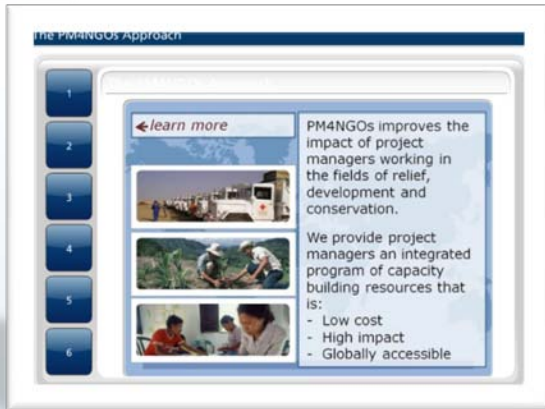 The PM4NGOs Approach
1
2
3
4
5
6
←learn more
PM4NGOs improves the
impact of project
managers working in
the fields of relief,
development and
conservation.
We provide project
managers an integrated
program of capacity
building resources that
is:
- Low cost
- High impact
- Globally accessible